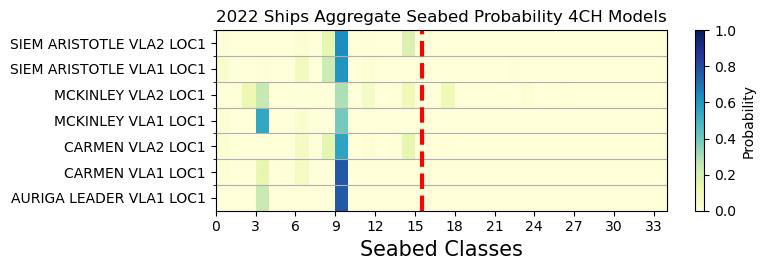 2022 Ships Aggregate Seabed Probability 4CH Models
SIEM ARISTOTLE VLA2 LOC1
SIEM ARISTOTLE VLA1 LOC1
MCKINLEY VLA2 LOC1
MCKINLEY VLA1 LOC1
CARMEN VLA2 LOC1
CARMEN VLA1 LOC1
AURIGA LEADER VLA1 LOC1
0 3 6 9 12 15 18 21 24 27 30 33
Seabed Classes
1.0
0.8
0.6
0.4
0.2
0.0
Probability